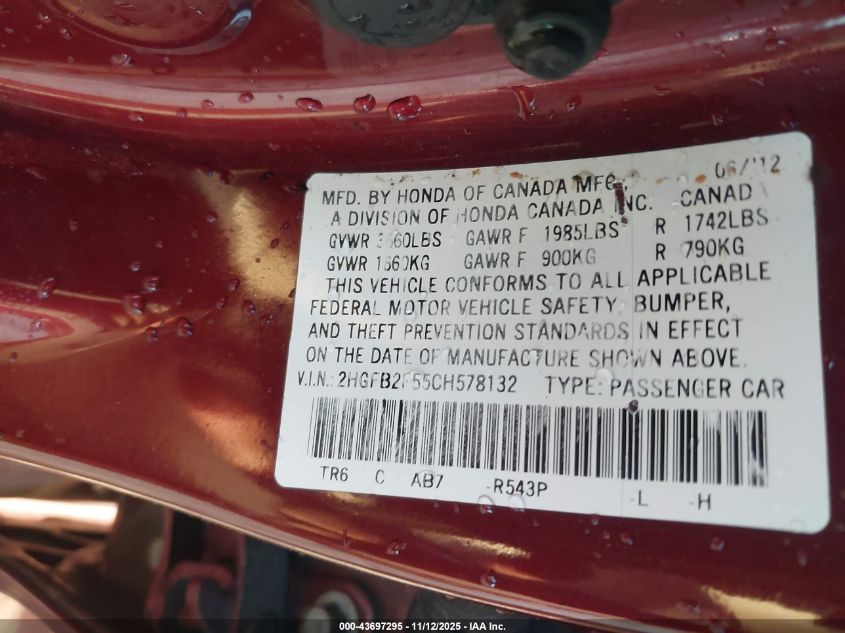 06/'12
MFD. BY HONDA OF CANADA MFG.,
A DIVISION OF HONDA CANADA INC. CANADA
GVWR 3660LBS GAWR F 1985LBS R 1742LBS
GVWR 1660KG GAWR F 900KG R 790KG
THIS VEHICLE CONFORMS TO ALL APPLICABLE
FEDERAL MOTOR VEHICLE SAFETY, BUMPER,
AND THEFT PREVENTION STANDARDS IN EFFECT
ON THE DATE OF MANUFACTURE SHOWN ABOVE.
V.I.N.: 2HGFB2F55CH578132 TYPE: PASSENGER CAR
TR6 C AB7 -R543P -L -H
000-43697295 - 11/12/2025 - IAA Inc.